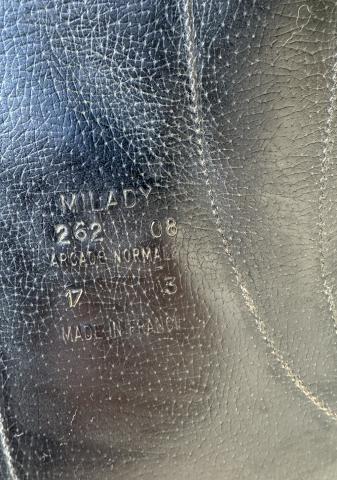 MILADY
262 08
ARCADE NORMAL
17 3
MADE IN FRANCE